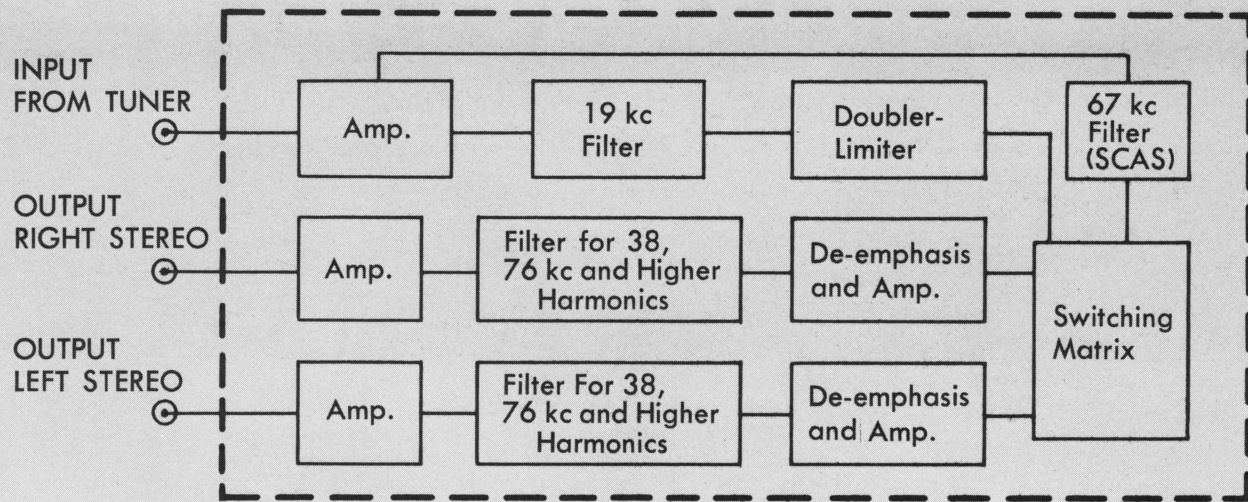 INPUT
FROM TUNER
Amp.
19 kc
Filter
Doubler-
Limiter
67 kc
Filter
(SCAS)
OUTPUT
RIGHT STEREO
Amp.
Filter for 38,
76 kc and Higher
Harmonics
De-emphasis
and Amp.
Switching
Matrix
OUTPUT
LEFT STEREO
Amp.
Filter For 38,
76 kc and Higher
Harmonics
De-emphasis
and Amp.